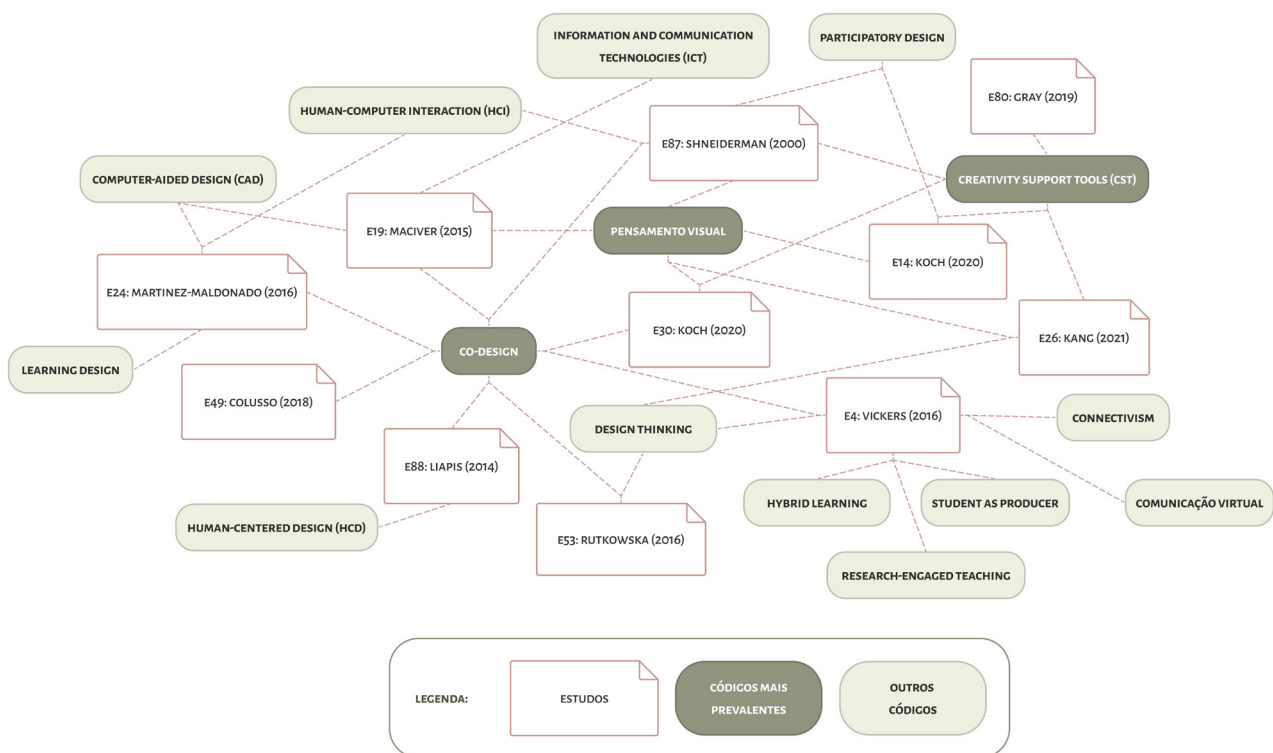 INFORMATION AND COMMUNICATION
TECHNOLOGIES (ICT)
PARTICIPATORY DESIGN
E80: GRAY (2019)
HUMAN-COMPUTER INTERACTION (HCI)
E87: SHNEIDERMAN (2000)
COMPUTER-AIDED DESIGN (CAD)
CREATIVITY SUPPORT TOOLS (CST)
E19: MACIVER (2015)
PENSAMENTO VISUAL
E14: KOCH (2020)
E24: MARTINEZ-MALDONADO (2016)
E30: KOCH (2020)
E26: KANG (2021)
CO-DESIGN
LEARNING DESIGN
E49: COLUSSO (2018)
CONNECTIVISM
DESIGN THINKING
E4: VICKERS (2016)
E88: LIAPIS (2014)
HYBRID LEARNING
STUDENT AS PRODUCER
COMUNICAÇÃO VIRTUAL
HUMAN-CENTERED DESIGN (HCD)
E53: RUTKOWSKA (2016)
RESEARCH-ENGAGED TEACHING
LEGENDA:
ESTUDOS
CÓDIGOS MAIS
PREVALENTES
OUTROS
CÓDIGOS